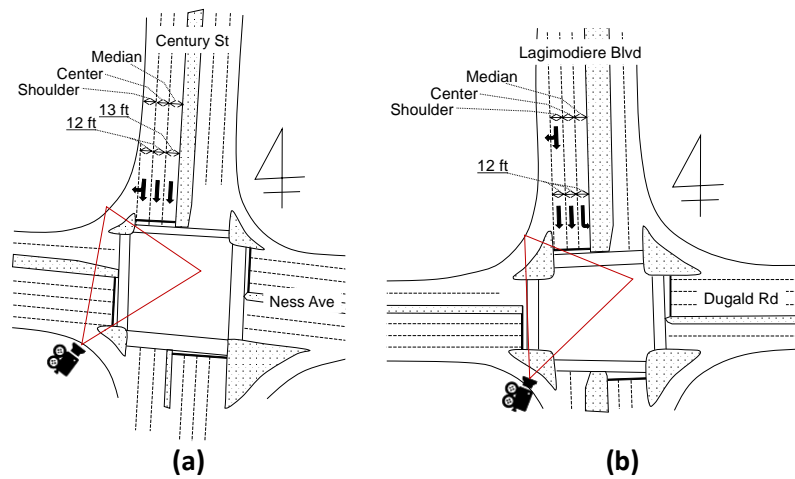 Century St
Median
Center
Shoulder
13 ft
12 ft
Ness Ave
(a)
Lagimodiere Blvd
Median
Center
Shoulder
12 ft
Dugald Rd
(b)